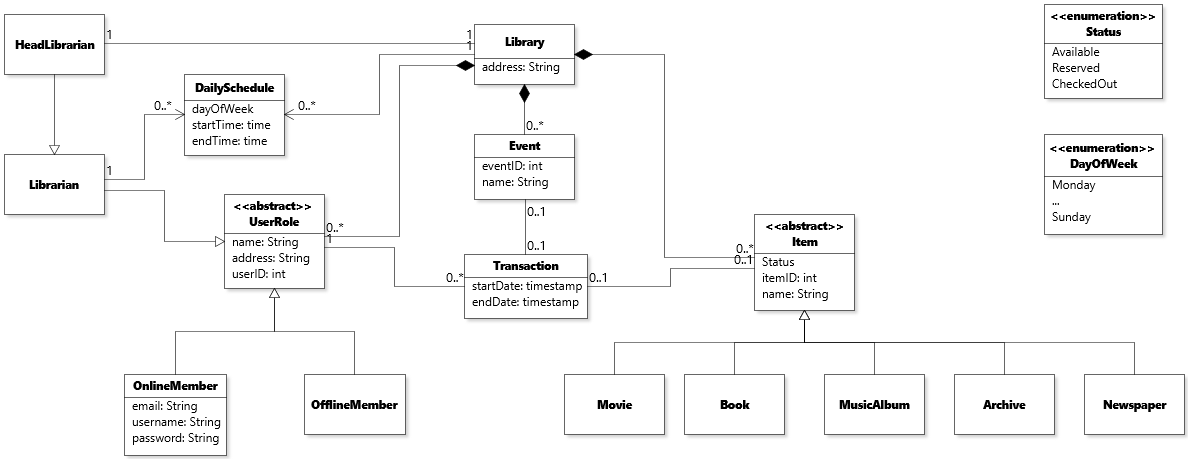 HeadLibrarian
1
1
1
Library
address: String
<<enumeration>>
Status
Available
Reserved
CheckedOut
DailySchedule
dayOfWeek
startTime: time
endTime: time
0..*
0..*
0..*
Event
eventID: int
name: String
<<enumeration>>
DayOfWeek
Monday
...
Sunday
Librarian
1
<<abstract>>
UserRole
name: String
address: String
userID: int
0..*
1
0..1
0..1
<<abstract>>
Item
Status
itemID: int
name: String
0..*
0..1
Transaction
startDate: timestamp
endDate: timestamp
0..*
0..1
OnlineMember
email: String
username: String
password: String
OfflineMember
Movie
Book
MusicAlbum
Archive
Newspaper